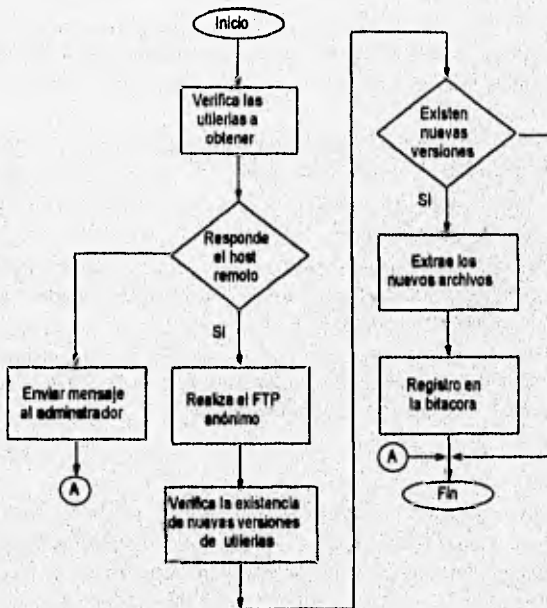 Inicio
Verifica las
utilerias a
obtener
Responde
el host
remoto
SI
Enviar mensaje
al administrador
A
Realiza el FTP
anónimo
Verifica la existencia
de nuevas versiones
de utilerias
Existen
nuevas
versiones
SI
Extrae los
nuevos archivos
Registro en
la bitacora
A
Fin